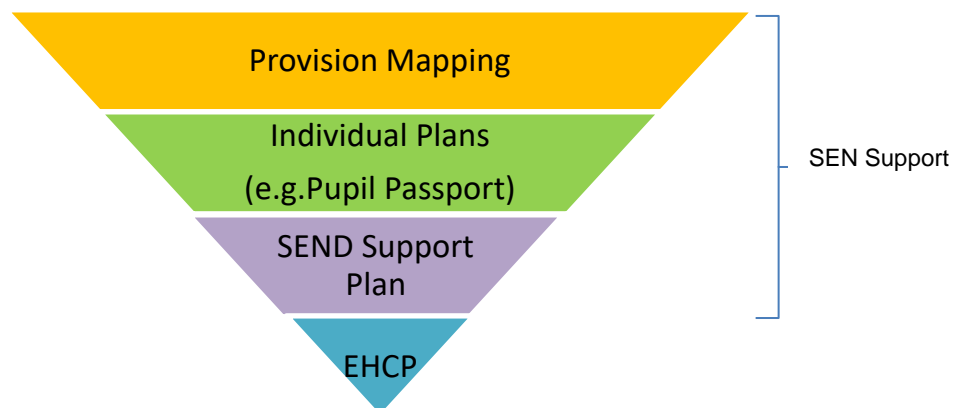 Provision Mapping
Individual Plans
(e.g.Pupil Passport)
SEN Support
SEND Support
Plan
EHCP